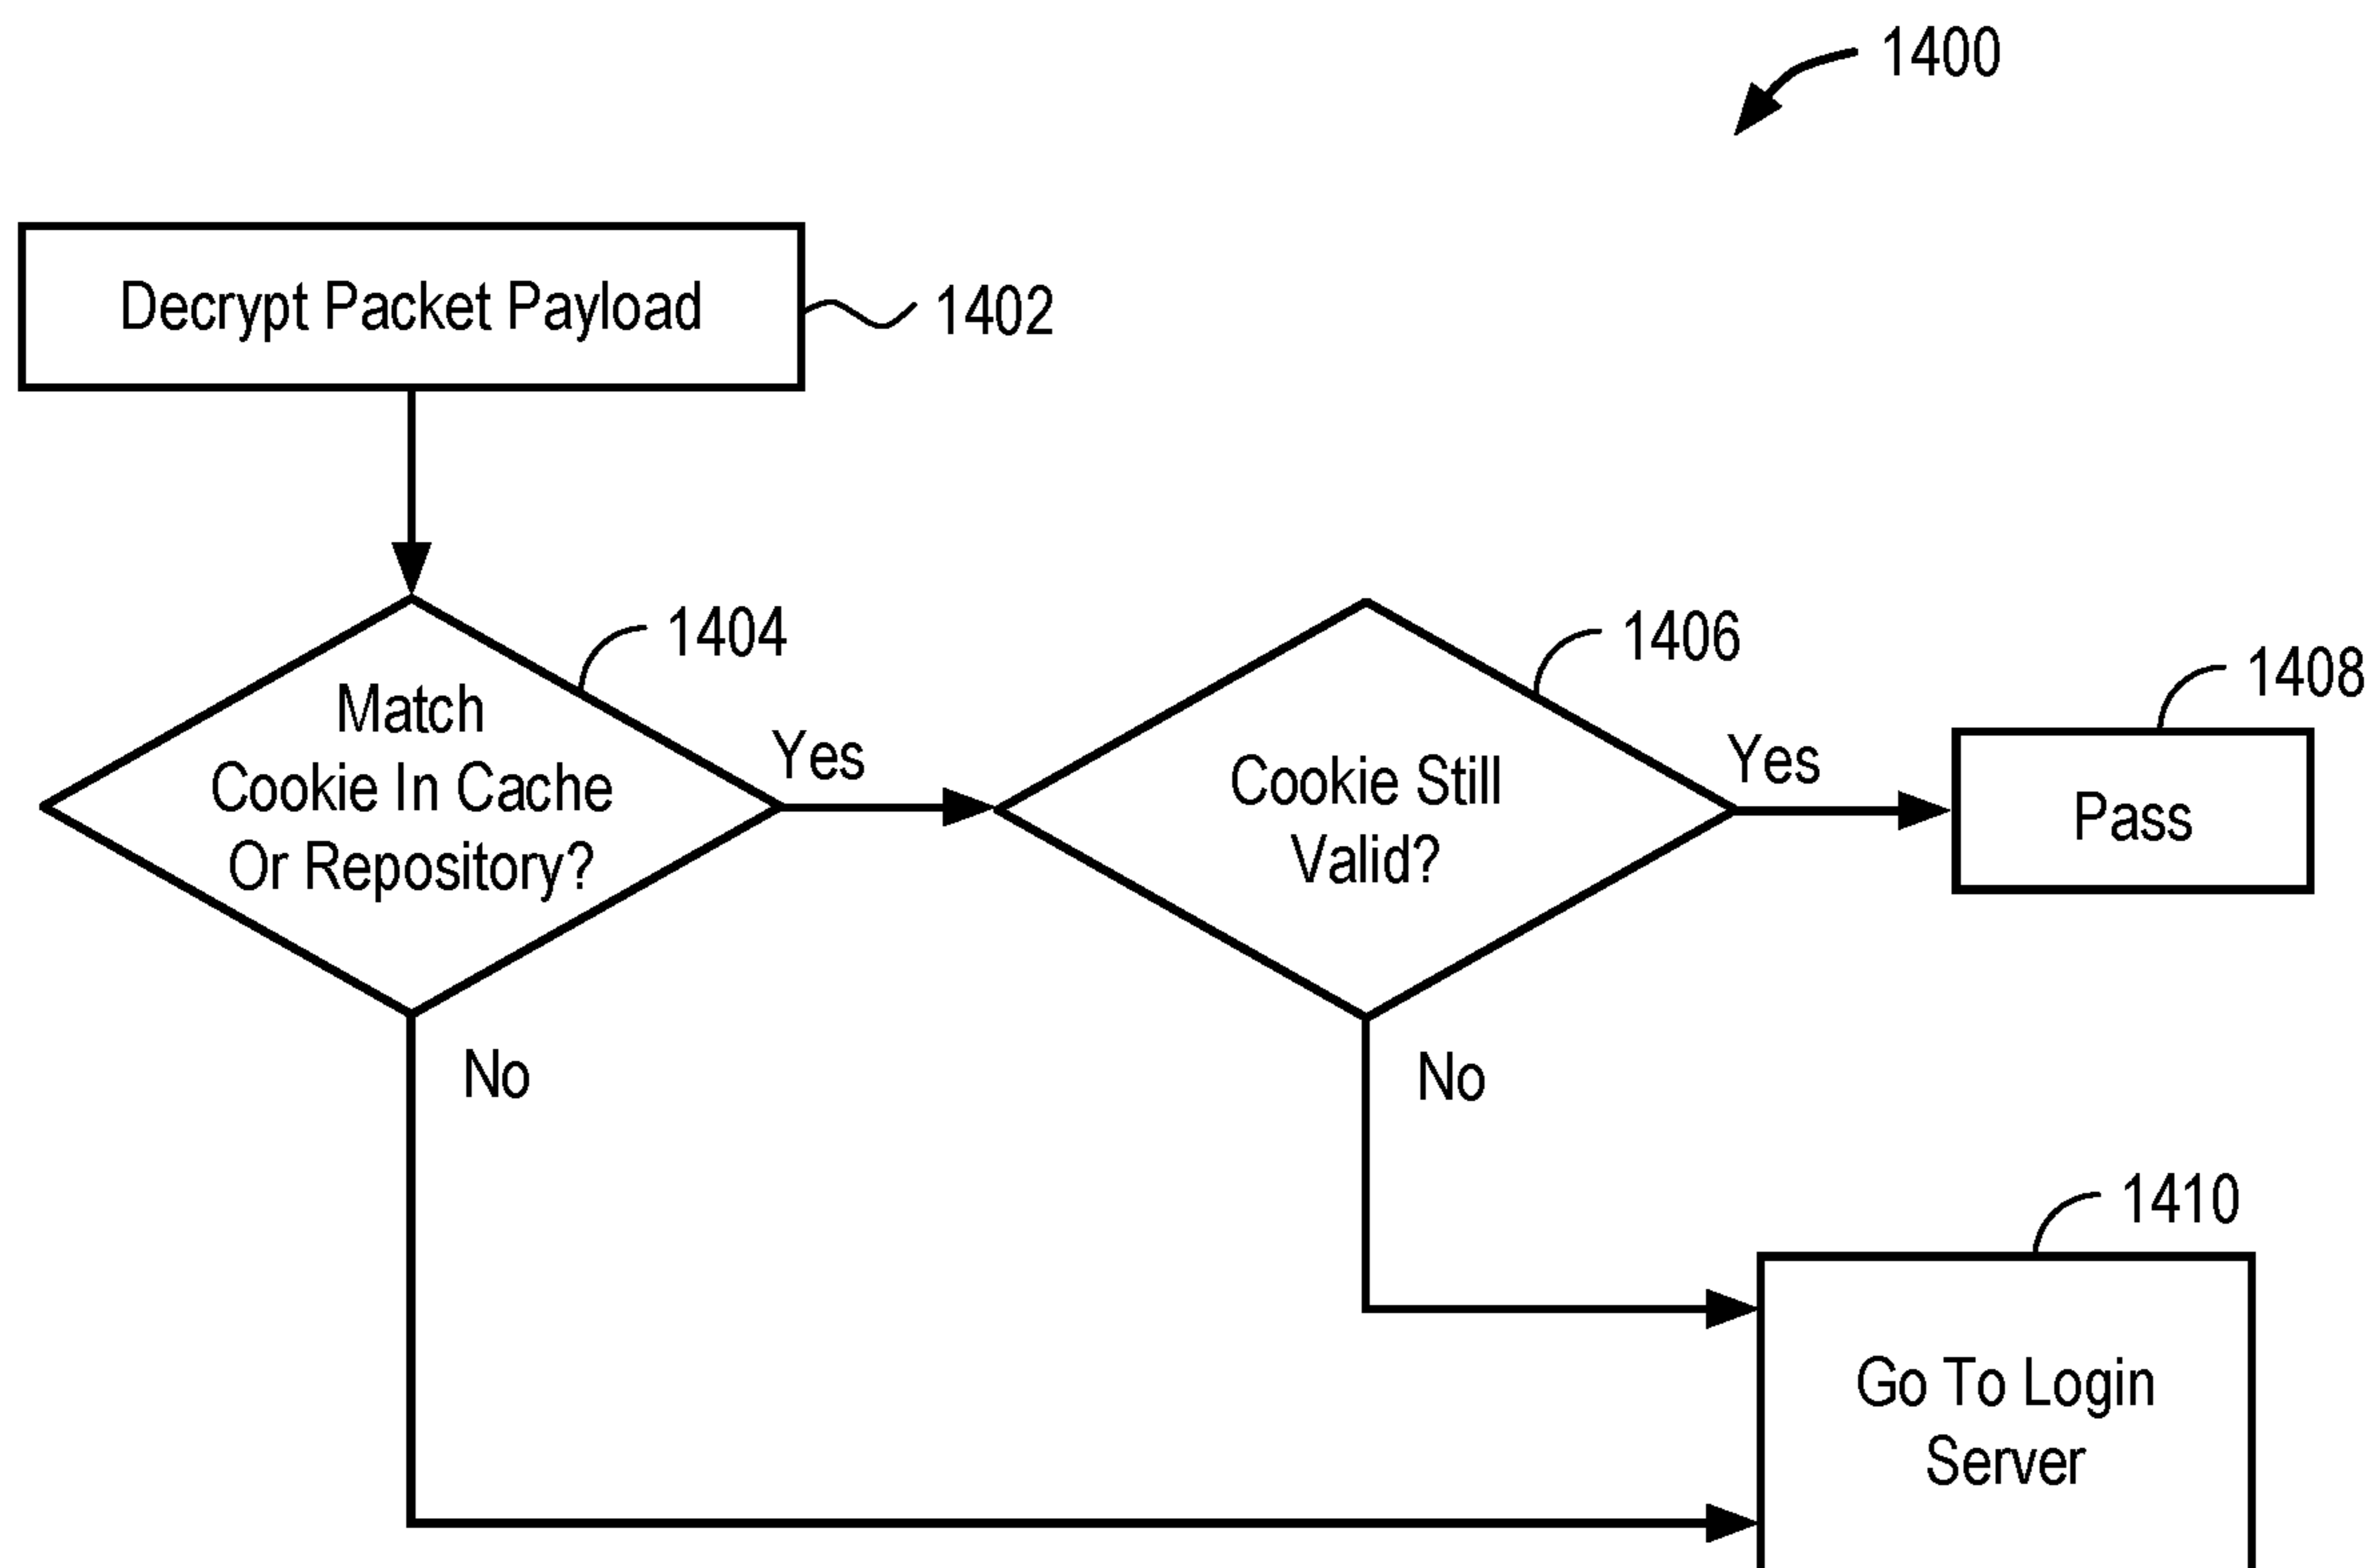 1400
Decrypt Packet Payload
1402
1404
Match
Cookie In Cache
Or Repository?
Yes
No
1406
Cookie Still
Valid?
Yes
No
1408
Pass
1410
Go To Login
Server